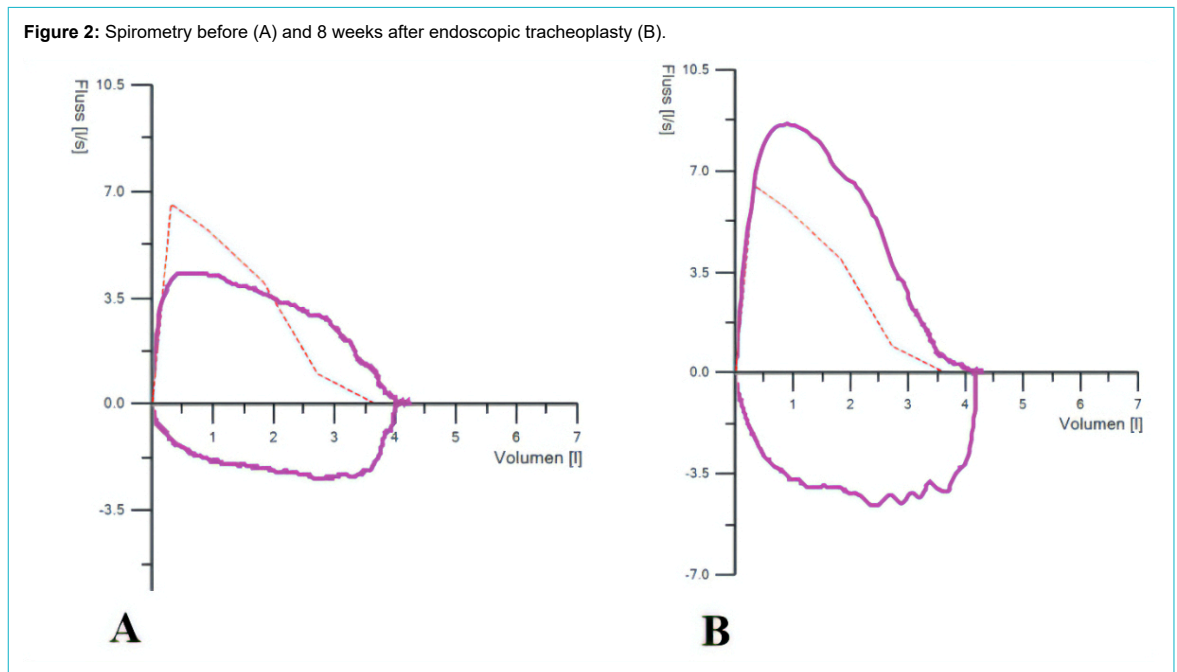 Figure 2: Spirometry before (A) and 8 weeks after endoscopic tracheoplasty (B).
Fluss [l/s]
10.5
7.0
3.5
0.0
-3.5
1 2 3 4 5 6 7
Volumen [l]
A
Fluss [l/s]
10.5
7.0
3.5
0.0
-3.5
-7.0
1 2 3 4 5 6 7
Volumen [l]
B